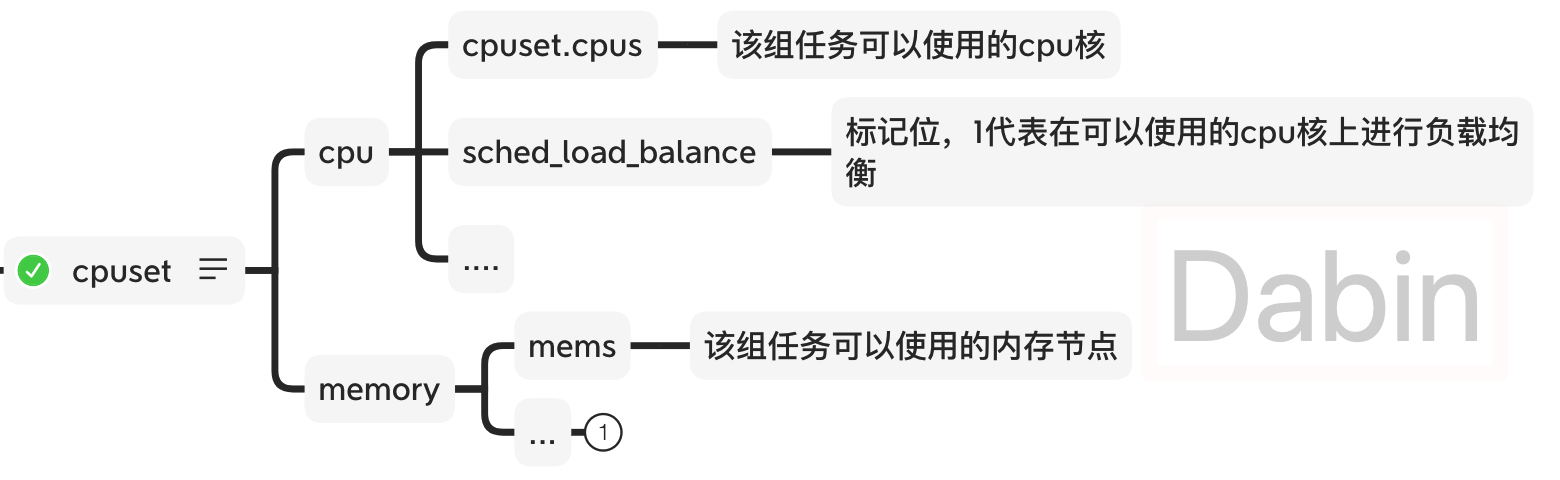 cpuset.cpus
该组任务可以使用的cpu核
cpu
sched_load_balance
标记位，1代表在可以使用的cpu核上进行负载均
衡
....
cpuset
Dabin
mems
该组任务可以使用的内存节点
memory
...
1